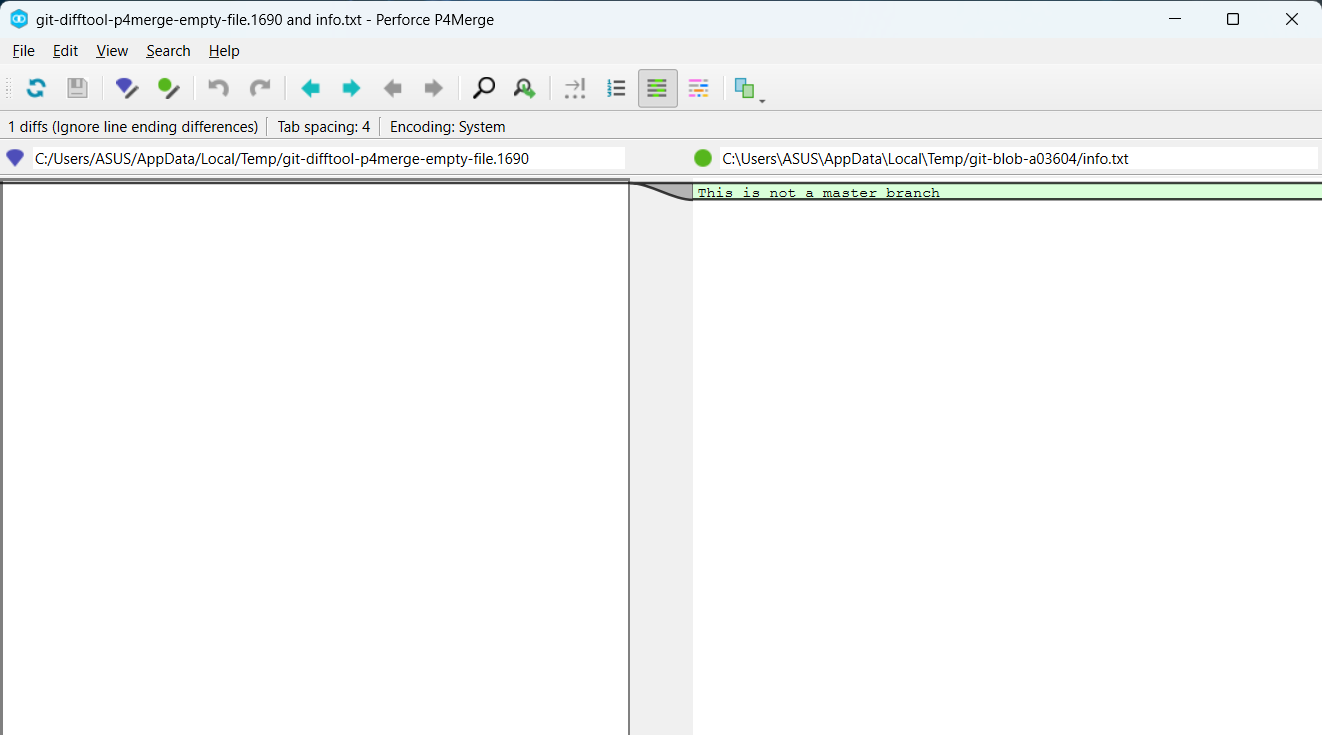 git-difftool-p4merge-empty-file.1690 and info.txt - Perforce P4Merge
File Edit View Search Help
1 diffs (Ignore line ending differences) Tab spacing: 4 Encoding: System
C:/Users/ASUS/AppData/Local/Temp/git-difftool-p4merge-empty-file.1690
C:\Users\ASUS\AppData\Local\Temp/git-blob-a03604/info.txt
This is not a master branch